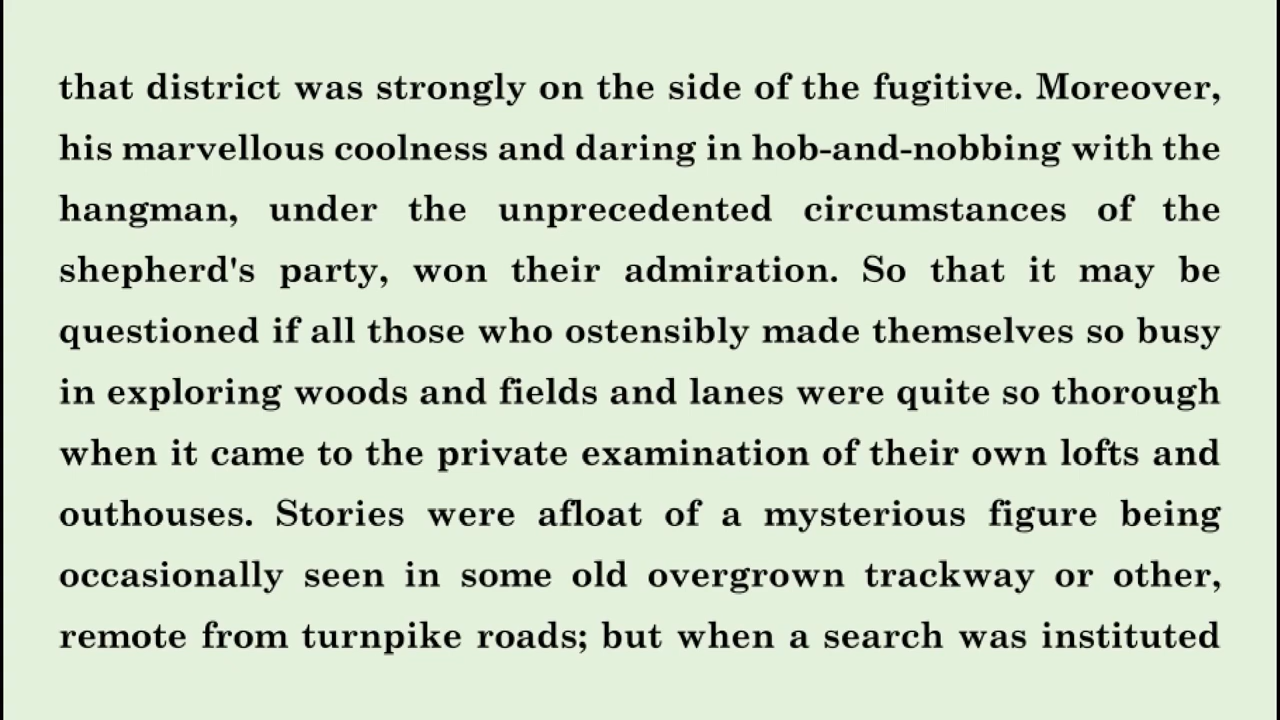 that district was strongly on the side of the fugitive. Moreover,
his marvellous coolness and daring in hob-and-nobbing with the
hangman, under the unprecedented circumstances of the
shepherd's party, won their admiration. So that it may be
questioned if all those who ostensibly made themselves so busy
in exploring woods and fields and lanes were quite so thorough
when it came to the private examination of their own lofts and
outhouses. Stories were afloat of a mysterious figure being
occasionally seen in some old overgrown trackway or other,
remote from turnpike roads; but when a search was instituted